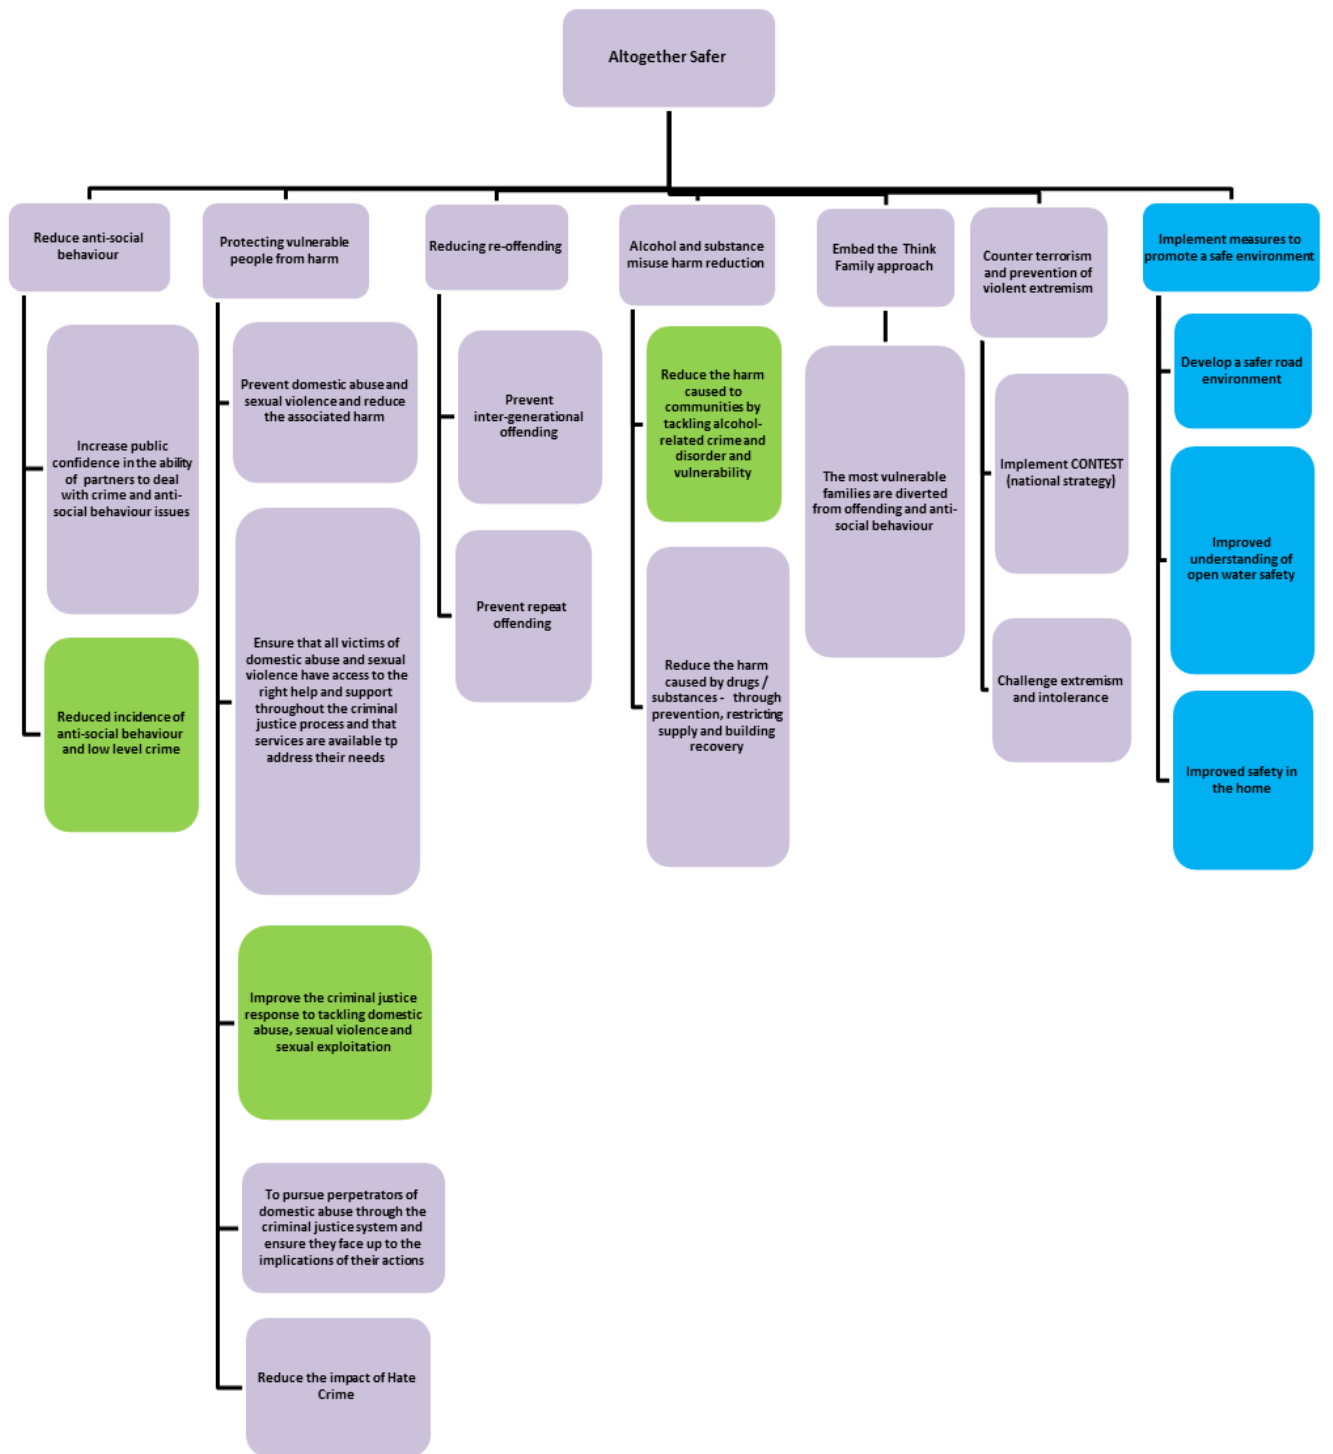 Altogether Safer
Reduce anti-social
behaviour
Increase public
confidence in the ability
of partners to deal
with crime and anti-
social behaviour issues
Reduced incidence of
anti-social behaviour
and low level crime
Protecting vulnerable
people from harm
Prevent domestic abuse and
sexual violence and reduce
the associated harm
Ensure that all victims of
domestic abuse and sexual
violence have access to the
right help and support
throughout the criminal
justice process and that
services are available tp
address their needs
Improve the criminal justice
response to tackling domestic
abuse, sexual violence and
sexual exploitation
To pursue perpetrators of
domestic abuse through the
criminal justice system and
ensure they face up to the
implications of their actions
Reduce the impact of Hate
Crime
Reducing re-offending
Prevent
inter-generational
offending
Prevent repeat
offending
Alcohol and substance
misuse harm reduction
Reduce the harm
caused to
communities by
tackling alcohol-
related crime and
disorder and
vulnerability
Reduce the harm
caused by drugs /
substances - through
prevention, restricting
supply and building
recovery
Embed the Think
Family approach
The most vulnerable
families are diverted
from offending and anti-
social behaviour
Counter terrorism
and prevention of
violent extremism
Implement CONTEST
(national strategy)
Challenge extremism
and intolerance
Implement measures to
promote a safe environment
Develop a safer road
environment
Improved
understanding of
open water safety
Improved safety in
the home